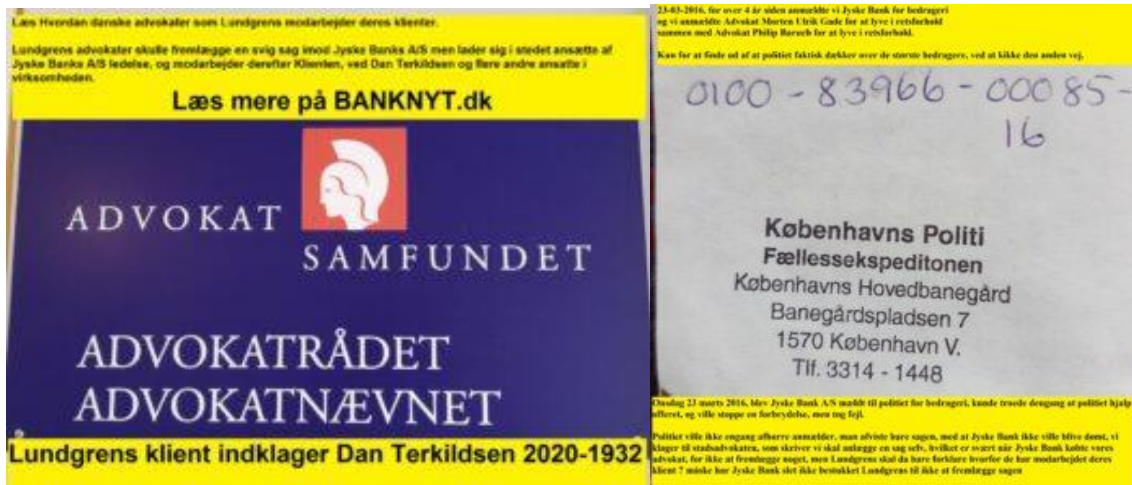 Læs Hvordan danske advokater som Lundgrens modarbejder deres klienter.
Lundgrens advokater skulle fremlægge en svig sag imod Jyske Banks A/S men lader sig i stedet ansætte af
Jyske Banks A/S ledelse, og modarbejder derefter Klienten, ved Dan Terkildsen og flere andre ansatte i
virksomheden.
Læs mere på BANKNYT.dk
ADVOKAT
SAMFUNDET
ADVOKATRÅDET
ADVOKATNÆVNET
Lundgrens klient indklager Dan Terkildsen 2020-1932
23-03-2016, for over 4 år siden anmeldte vi Jyske Bank for bedrageri
og vi anmeldte Advokat Morten Ulrik Gade for at lyve i retsforhold
sammen med Advokat Philip Baruch for at lyve i retsforhold.
Kun for at finde ud af at politiet faktisk dækker over de største bedragere, ved at kikke den anden vej.
0100 - 83966 - 00085 -
16
Københavns Politi
Fællessekspeditonen
Københavns Hovedbanegård
Banegårdspladsen 7
1570 København V.
Tlf. 3314 - 1448
Onsdag 23 marts 2016, blev Jyske Bank A/S mældt til politiet for bedrageri, kunde troede dengang at politiet hjalp
offeret, og ville stoppe en forbrydelse, men tog fejl.
Politiet ville ikke engang afhøre anmælder, man afviste bare sagen, med at Jyske Bank ikke ville blive dømt, vi
klager til stadsadvokaten, som skriver vi skal anlægge en sag selv, hvilket er svært når Jyske Bank købte vores
advokat, for ikke at fremlægge noget, men Lundgrens skal da bare forklare hvorfor de har modarbejdet deres
klient ? måske har Jyske Bank slet ikke bestukket Lundgrens til ikke at fremlægge sagen